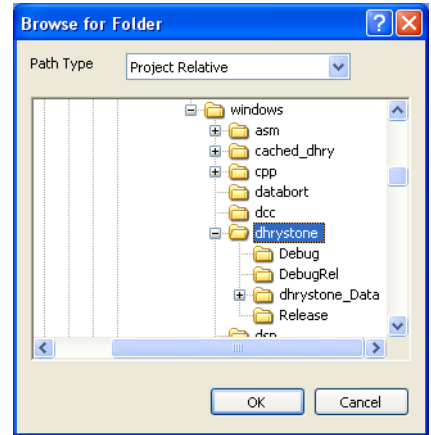 Browse for Folder
Path Type Project Relative
windows
asm
cached_dhry
cpp
databort
dcc
dhrystone
Debug
DebugRel
dhrystone_Data
Release
dsp
OK Cancel